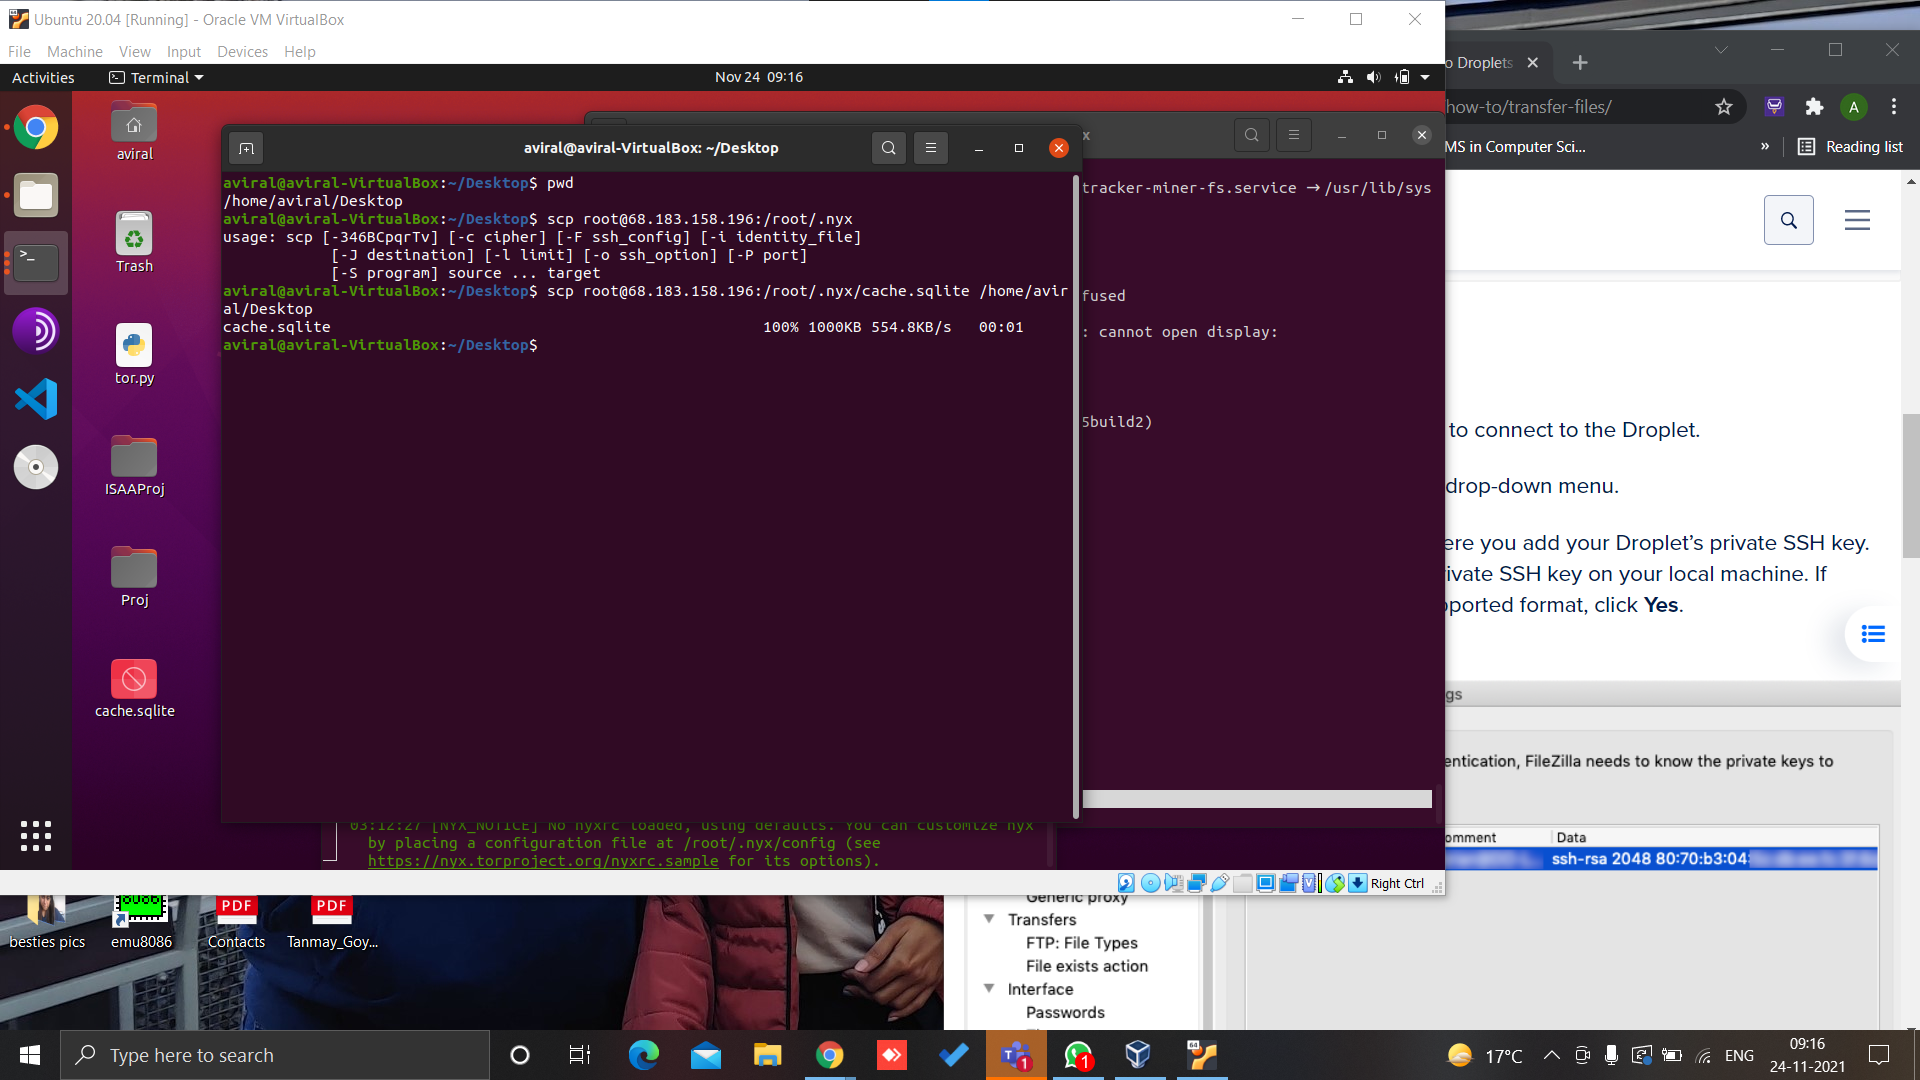 Ubuntu 20.04 [Running] - Oracle VM VirtualBox
File Machine View Input Devices Help
Activities Terminal Nov 24 09:16
aviral
Trash
tor.py
ISAAProj
Proj
cache.sqlite
aviral@aviral-VirtualBox: ~/Desktop
aviral@aviral-VirtualBox:~/Desktop$ pwd
/home/aviral/Desktop
aviral@aviral-VirtualBox:~/Desktop$ scp root@68.183.158.196:/root/.nyx
usage: scp [-346BCpqrTv] [-c cipher] [-F ssh_config] [-i identity_file]
[-J destination] [-l limit] [-o ssh_option] [-P port]
[-S program] source ... target
aviral@aviral-VirtualBox:~/Desktop$ scp root@68.183.158.196:/root/.nyx/cache.sqlite /home/avir
al/Desktop
cache.sqlite 100% 1000KB 554.8KB/s 00:01
aviral@aviral-VirtualBox:~/Desktop$
x
tracker-miner-fs.service → /usr/lib/sys
fused
: cannot open display:
5build2)
03:12:27 [NYX_NOTICE] No nyxrc loaded, using defaults. You can customize nyx
by placing a configuration file at /root/.nyx/config (see
https://nyx.torproject.org/nyxrc.sample for its options).
Right Ctrl
o Droplets
how-to/transfer-files/
A
MS in Computer Sci...
» Reading list
to connect to the Droplet.
drop-down menu.
ere you add your Droplet's private SSH key.
ivate SSH key on your local machine. If
pported format, click Yes.
gs
entication, FileZilla needs to know the private keys to
omment Data
ssh-rsa 2048 80:70:b3:04:
Generic proxy
Transfers
FTP: File Types
File exists action
Interface
Passwords
PDF
PDF
besties pics
emu8086
Contacts
Tanmay_Goy...
Type here to search
1
1
64
17°C
ENG
09:16
24-11-2021